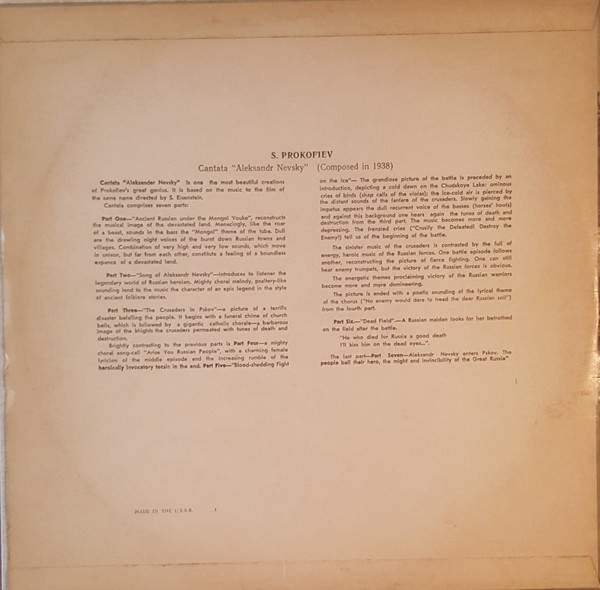 S. PROKOFIEV
Cantata "Aleksandr Nevsky" (Composed in 1938)
Cantata "Aleksander Nevsky" is one the most beautiful creations
of Prokofiev's great genius. It is based on the music to the film of
the same name directed by S. Eisenstein.
Cantata comprises seven parts:
Part One—"Ancient Russian under the Mongol Youke", reconstructs
the musical image of the devastated land. Menacingly, like the roar
of a beast, sounds in the bass the "Mongol" theme of the tuba. Dull
are the drawling night voices of the burst down Russian towns and
villages. Combination of very high and very low sounds, which move
in unison, but far from each other, constitute a feeling of a boundless
expance of a devastated land.
Part Two—"Song of Aleksandr Nevsky"—introduces to listener the
legendary world of Russian heroism. Mighty choral melody, psaltery-like
sounding lend to the music the character of an epic legend in the style
of ancient folklore stories.
Part Three—"The Crusaders in Pskov"—a picture of a terrific
disaster befalling the people. It begins with a funeral chime of church
bells, which is followed by a gigantic catholic chorale—a barbarous
image of the knights the crusaders permeated with tunes of death and
destruction.
Brightly contrasting to the previous parts is Part Four—a mighty
choral song-call "Arise You Russian People", with a charming female
lyricism of the middle episode and the increasing rumble of the
heroically invocatory tocsin in the end. Part Five—"Blood-shedding Fight
on the Ice"— The grandiose picture of the battle is preceded by an
introduction, depicting a cold dawn on the Chudskoye Lake: ominous
cries of birds (shap calls of the violas); the ice-cold air is pierced by
the distant sounds of the fanfare of the crusaders. Slowly gaining the
impetus appears the dull recurrent voice of the basses (horses' hools)
and against this background one hears again the tunes of death and
destruction from the third part. The music becomes more and more
depressing. The frenzied cries ("Crusify the Defeated! Destroy the
Enemy!) tell us of the beginning of the battle.
The sinister music of the crusaders is contrasted by the full of
energy, heroic music of the Russian forces. One battle episode follows
another, reconstructing the picture of fierce fighting. One can still
hear enemy trumpets, but the victory of the Russian forces is obvious.
The energetic themes proclaiming victory of the Russian warriors
become more and more domineering.
The picture is ended with a poetic sounding of the lyrical theme
of the chorus ("No enemy would dare to tread the dear Russian soil")
from the fourth part.
Part Six—"Dead Field".—A Russian maiden looks for her betrothed
on the field after the battle.
"He who died for Russia a good death
I'll kiss him on the dead eyes...".
The last part—Part Seven—Aleksandr Nevsky enters Pskov. The
people hail their hero, the might and invincibility of the Great Russia"
MADE IN THE U.S.S.R.